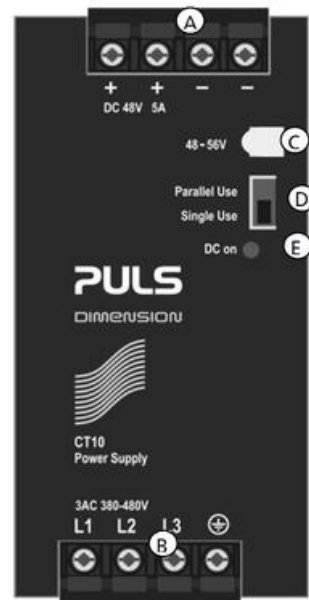 A
+ + − −
DC 48V 5A
48-56V C
Parallel Use
D
Single Use
DC on E
PULS
DIMENSION
CT10
Power Supply
3AC 380-480V
L1 L2 L3
B